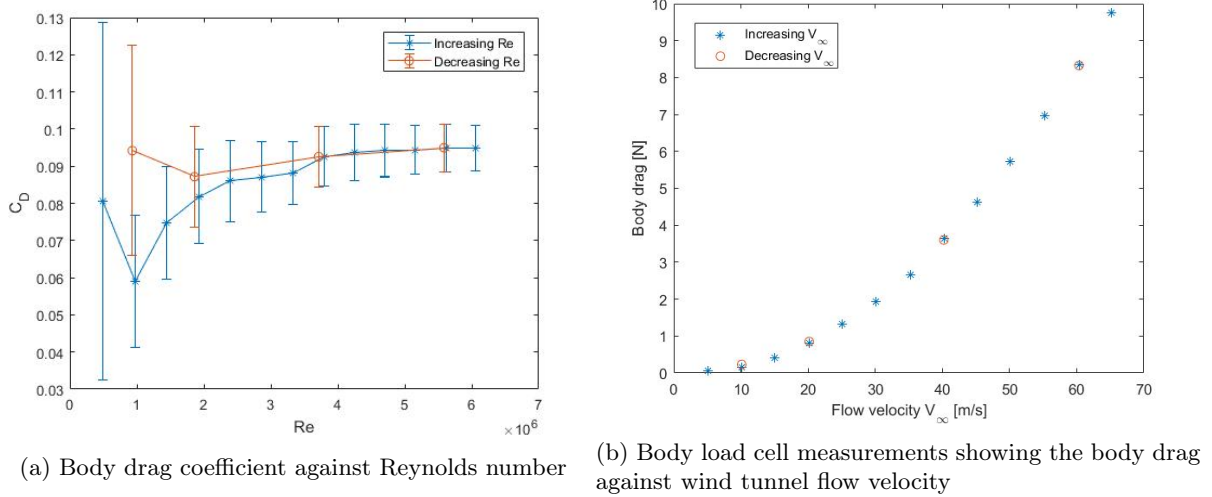 0.13
0.12
0.11
0.1
0.09
0.08
0.07
0.06
0.05
0.04
0.03
C_D
0 1 2 3 4 5 6 7
Re
×10^6
Increasing Re
Decreasing Re
(a) Body drag coefficient against Reynolds number
10
9
8
7
6
5
4
3
2
1
0
Body drag [N]
0 10 20 30 40 50 60 70
Flow velocity V_∞ [m/s]
Increasing V_∞
Decreasing V_∞
(b) Body load cell measurements showing the body drag
against wind tunnel flow velocity